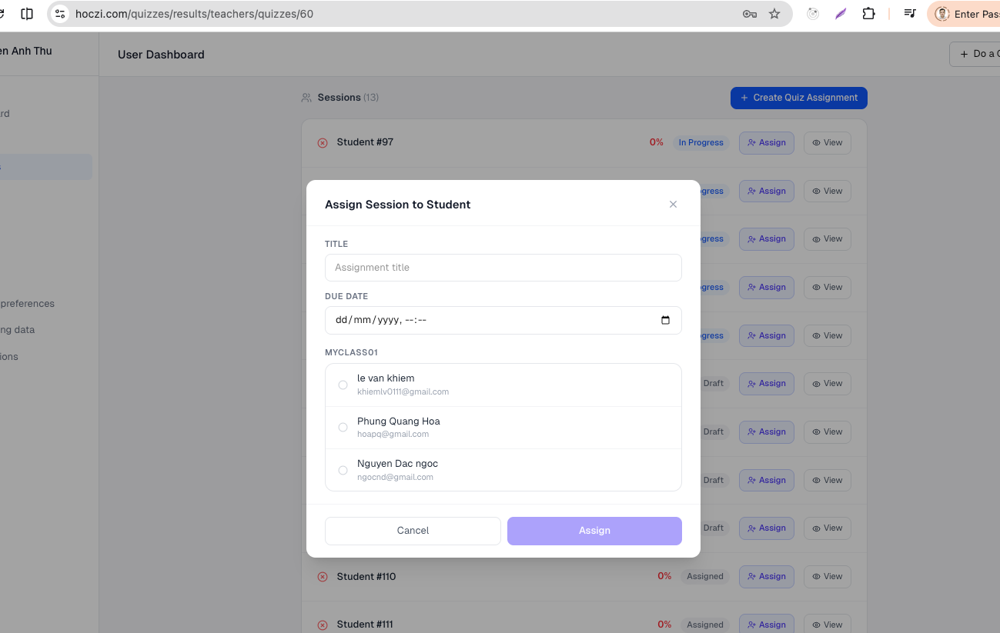 hoczi.com/quizzes/results/teachers/quizzes/60
Enter Pas
en Anh Thu
User Dashboard
+ Do a
rd
Sessions (13)
+ Create Quiz Assignment
Student #97
0%
In Progress
Assign
View
s
gress
Assign
View
gress
Assign
View
gress
Assign
View
gress
Assign
View
Draft
Assign
View
Draft
Assign
View
Draft
Assign
View
Draft
Assign
View
preferences
ng data
ions
Assign Session to Student
TITLE
Assignment title
DUE DATE
dd/mm/yyyy, --:--
MYCLASS01
le van khiem
khiemlv0111@gmail.com
Phung Quang Hoa
hoapq@gmail.com
Nguyen Dac ngoc
ngocnd@gmail.com
Cancel
Assign
Student #110
0%
Assigned
Assign
View
Student #111
0%
Assigned
Assign
View